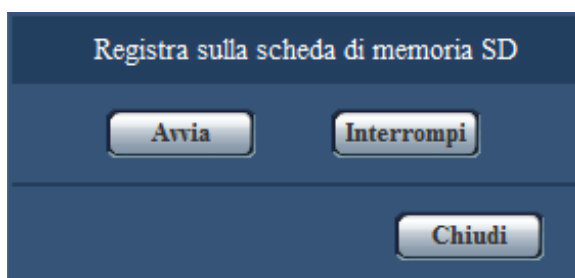 Registra sulla scheda di memoria SD
Avvia Interrompi
Chiudi